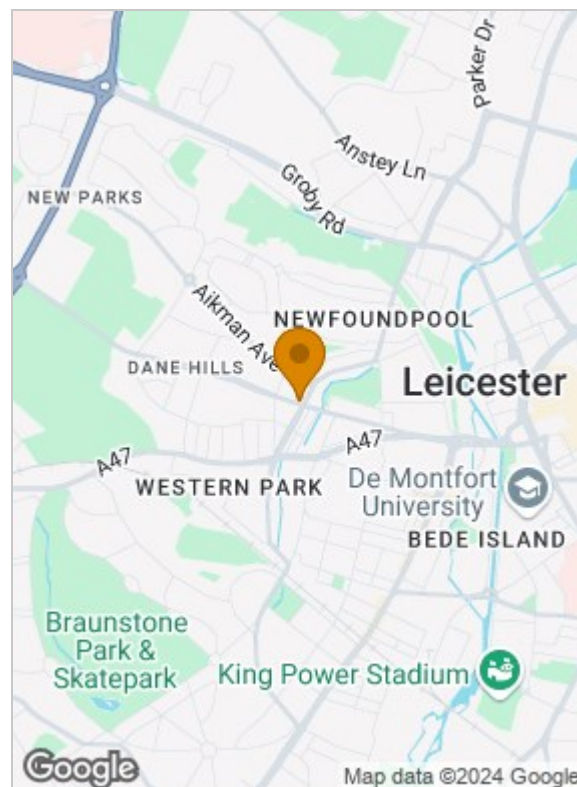 Parker Dr
Anstey Ln
Groby Rd
NEW PARKS
Aikman Ave
NEWFOUNDPOOL
DANE HILLS
Leicester
A47
A47
WESTERN PARK
De Montfort
University
BEDE ISLAND
Braunstone
Park &
Skatepark
King Power Stadium
Google
Map data ©2024 Google